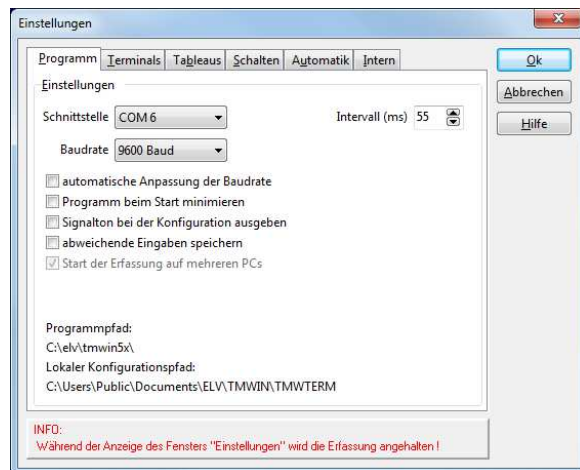 Einstellungen
Programm Terminals Tableaus Schalten Automatik Intern
Ok
Abbrechen
Hilfe
Einstellungen
Schnittstelle COM 6 Intervall (ms) 55
Baudrate 9600 Baud
automatische Anpassung der Baudrate
Programm beim Start minimieren
Signalton bei der Konfiguration ausgeben
abweichende Eingaben speichern
Start der Erfassung auf mehreren PCs
Programmpfad:
C:\elv\tmwin5x\
Lokaler Konfigurationspfad:
C:\Users\Public\Documents\ELV\TMWIN\TMWTERM
INFO:
Während der Anzeige des Fensters "Einstellungen" wird die Erfassung angehalten !